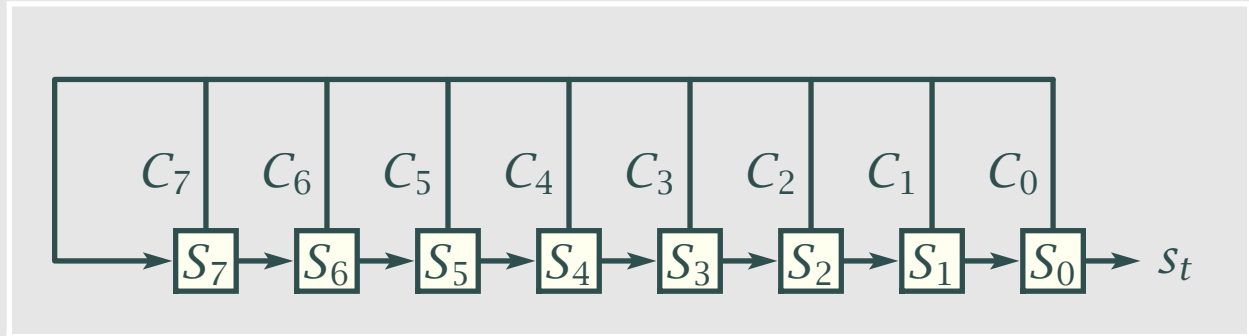 C₇ C₆ C₅ C₄ C₃ C₂ C₁ C₀
S₇ S₆ S₅ S₄ S₃ S₂ S₁ S₀ sₜ